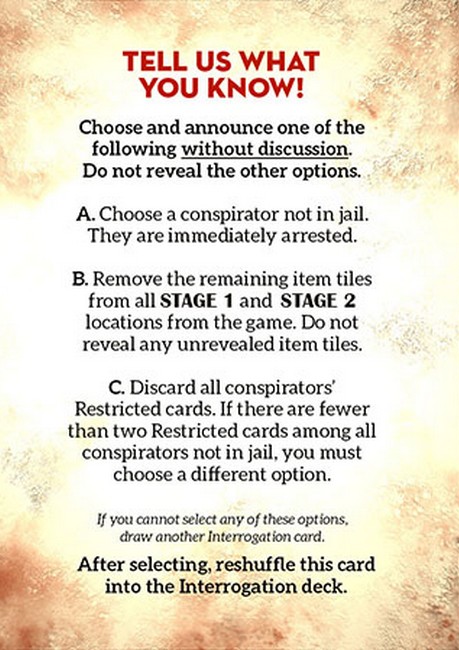 TELL US WHAT
YOU KNOW!
Choose and announce one of the
following without discussion.
Do not reveal the other options.
A. Choose a conspirator not in jail.
They are immediately arrested.
B. Remove the remaining item tiles
from all STAGE 1 and STAGE 2
locations from the game. Do not
reveal any unrevealed item tiles.
C. Discard all conspirators'
Restricted cards. If there are fewer
than two Restricted cards among all
conspirators not in jail, you must
choose a different option.
If you cannot select any of these options,
draw another Interrogation card.
After selecting, reshuffle this card
into the Interrogation deck.